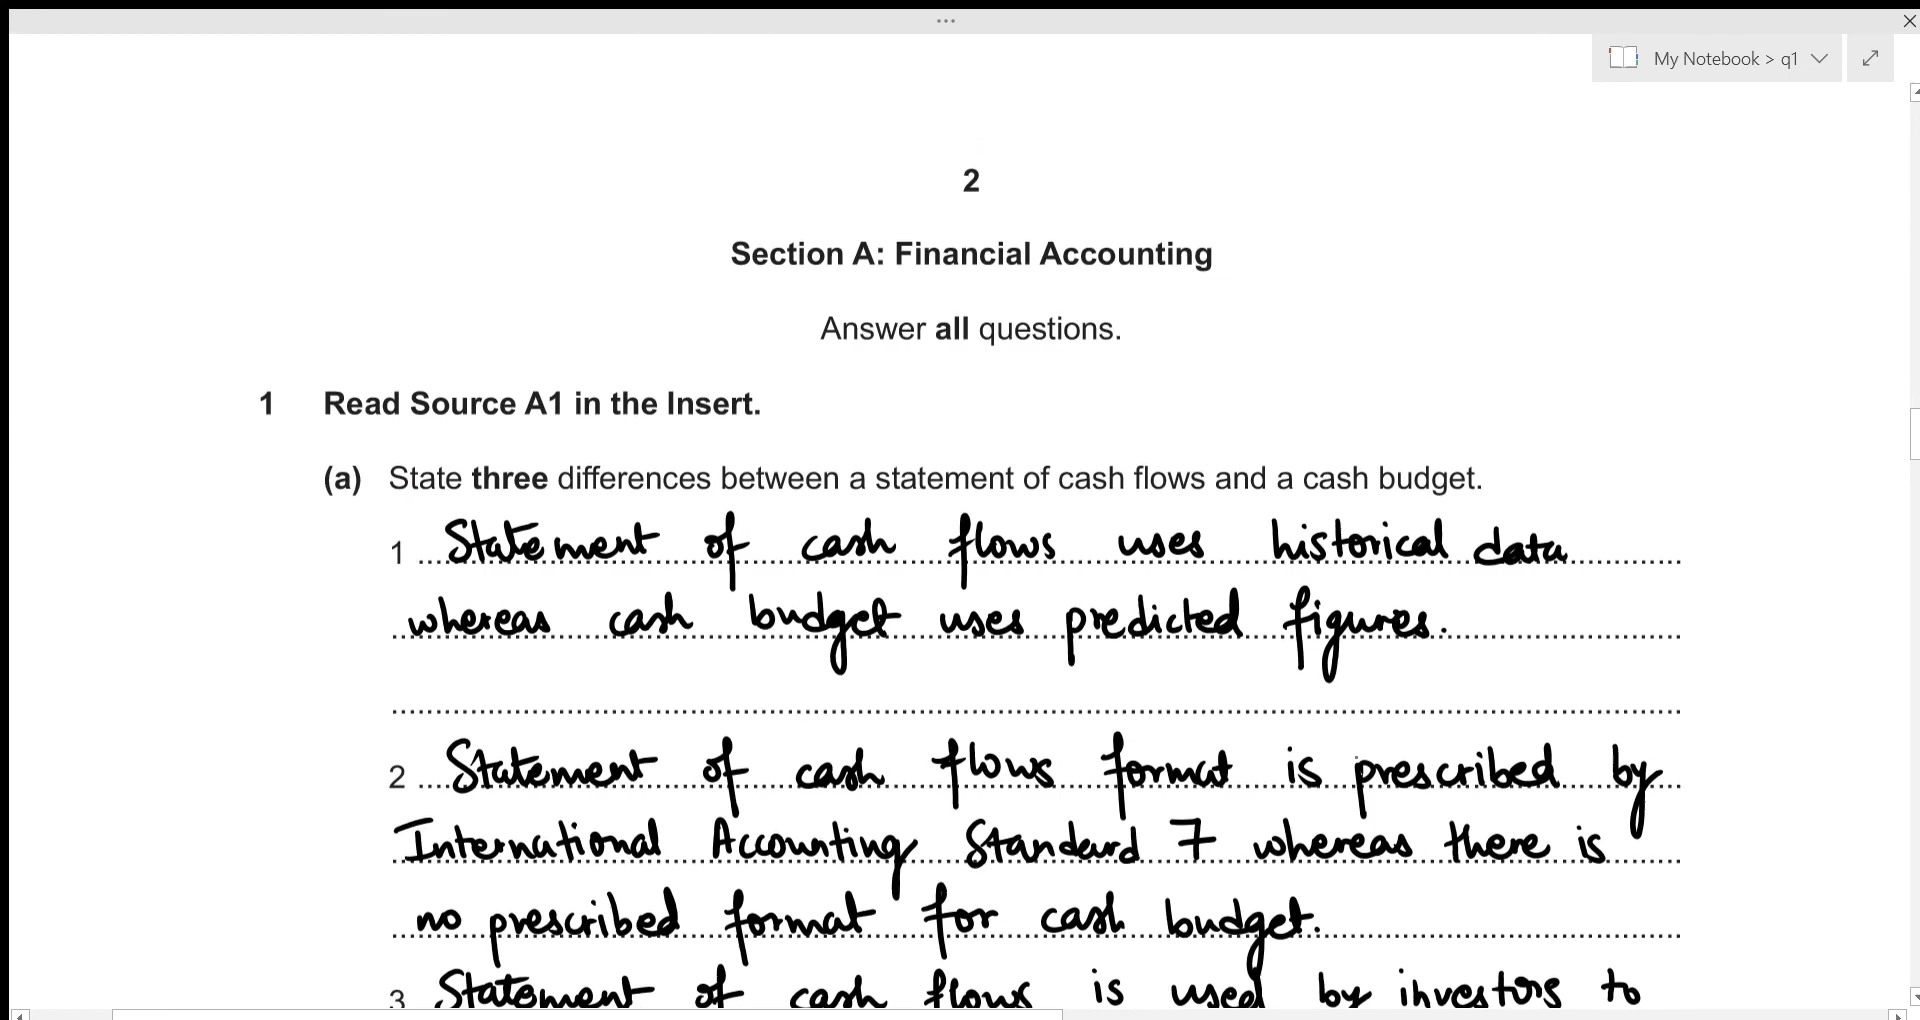 ...
My Notebook > q1
2
Section A: Financial Accounting
Answer all questions.
1 Read Source A1 in the Insert.
(a) State three differences between a statement of cash flows and a cash budget.
1 Statement of cash flows uses historical data
whereas cash budget uses predicted figures.
2 Statement of cash flows format is prescribed by
International Accounting Standard 7 whereas there is
no prescribed format for cash budget.
3 Statement of cash flows is used by investors to